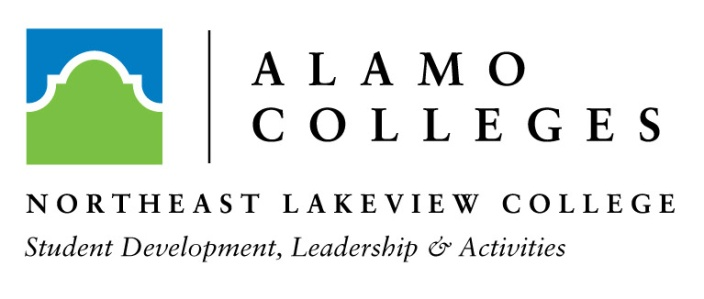 ALAMO
COLLEGES
NORTHEAST LAKEVIEW COLLEGE
Student Development, Leadership & Activities